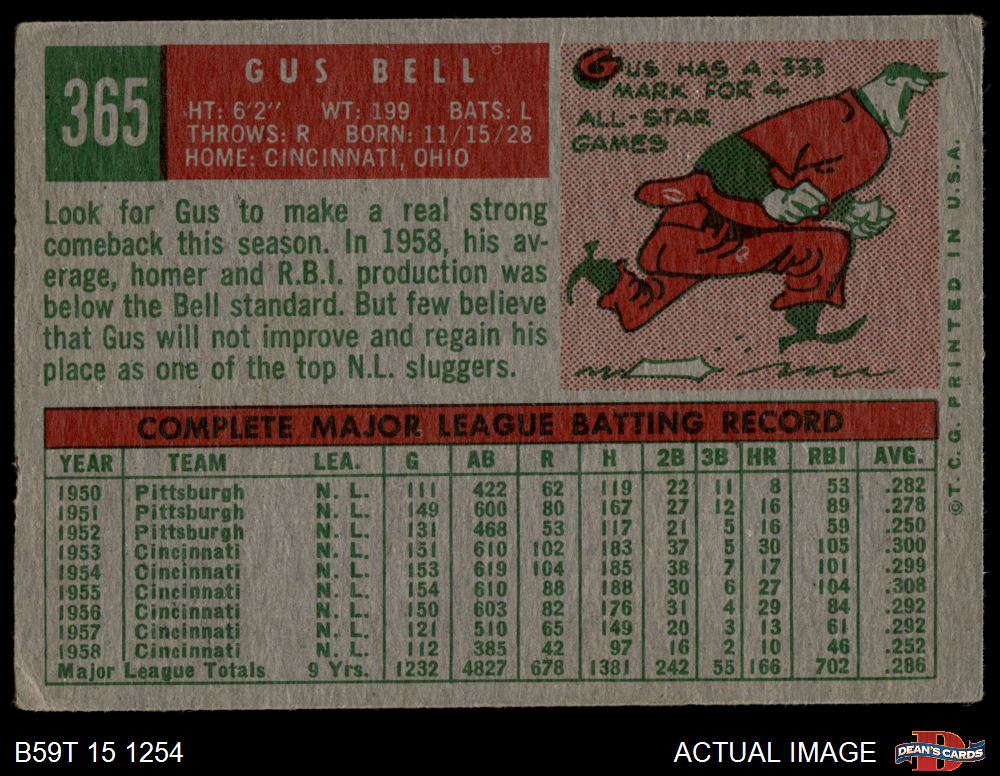 365
GUS BELL
HT: 6'2" WT: 199 BATS: L
THROWS: R BORN: 11/15/28
HOME: CINCINNATI, OHIO
GUS HAS A .333
MARK FOR 4
ALL-STAR
GAMES
Look for Gus to make a real strong
comeback this season. In 1958, his av-
erage, homer and R.B.I. production was
below the Bell standard. But few believe
that Gus will not improve and regain his
place as one of the top N.L. sluggers.
©T. C. G. PRINTED IN U.S.A.
COMPLETE MAJOR LEAGUE BATTING RECORD
YEAR TEAM LEA. G AB R H 2B 3B HR RBI AVG.
1950 Pittsburgh N. L. 111 422 62 119 22 11 8 53 .282
1951 Pittsburgh N. L. 149 600 80 167 27 12 16 89 .278
1952 Pittsburgh N. L. 131 468 53 117 21 5 16 59 .250
1953 Cincinnati N. L. 151 610 102 183 37 5 30 105 .300
1954 Cincinnati N. L. 153 619 104 185 38 7 17 101 .299
1955 Cincinnati N. L. 154 610 88 188 30 6 27 104 .308
1956 Cincinnati N. L. 150 603 82 176 31 4 29 84 .292
1957 Cincinnati N. L. 121 510 65 149 20 3 13 61 .292
1958 Cincinnati N. L. 112 385 42 97 16 2 10 46 .252
Major League Totals 9 Yrs. 1232 4827 678 1381 242 55 166 702 .286
B59T 15 1254
ACTUAL IMAGE
DEAN'S CARDS